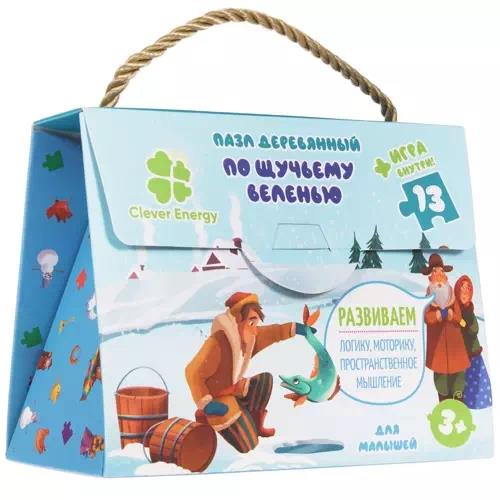 ПАЗЛ ДЕРЕВЯННЫЙ
ПО ЩУЧЬЕМУ
ВЕЛЕНЬЮ
+ ИГРА
ВНУТРИ!
13
Clever Energy
РАЗВИВАЕМ
ЛОГИКУ, МОТОРИКУ,
ПРОСТРАНСТВЕННОЕ
МЫШЛЕНИЕ
ДЛЯ
МАЛЫШЕЙ
3+